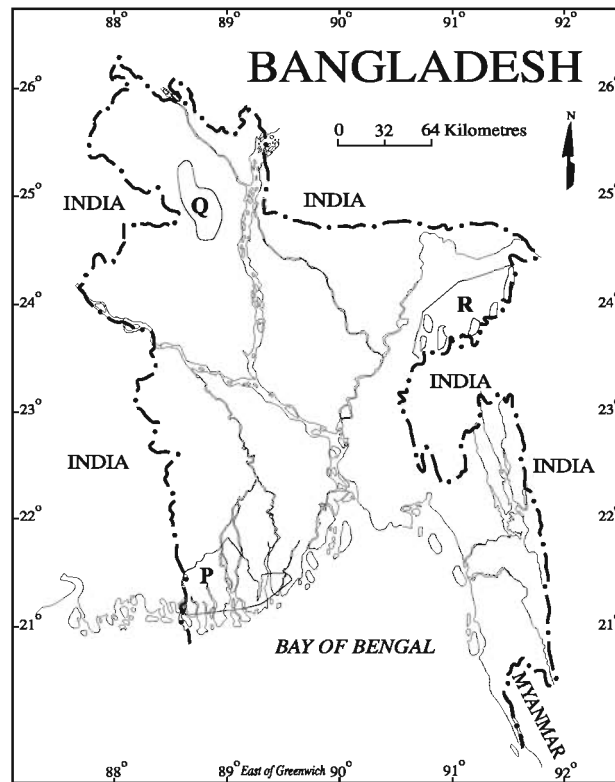 88° 89° 90° 91° 92°
BANGLADESH
26° 26°
N
0 32 64 Kilometres
25° 25°
INDIA INDIA
Q
24° 24°
R
INDIA
23° 23°
INDIA INDIA
22° 22°
P
21° 21°
BAY OF BENGAL
MYANMAR
88° 89° East of Greenwich 90° 91° 92°